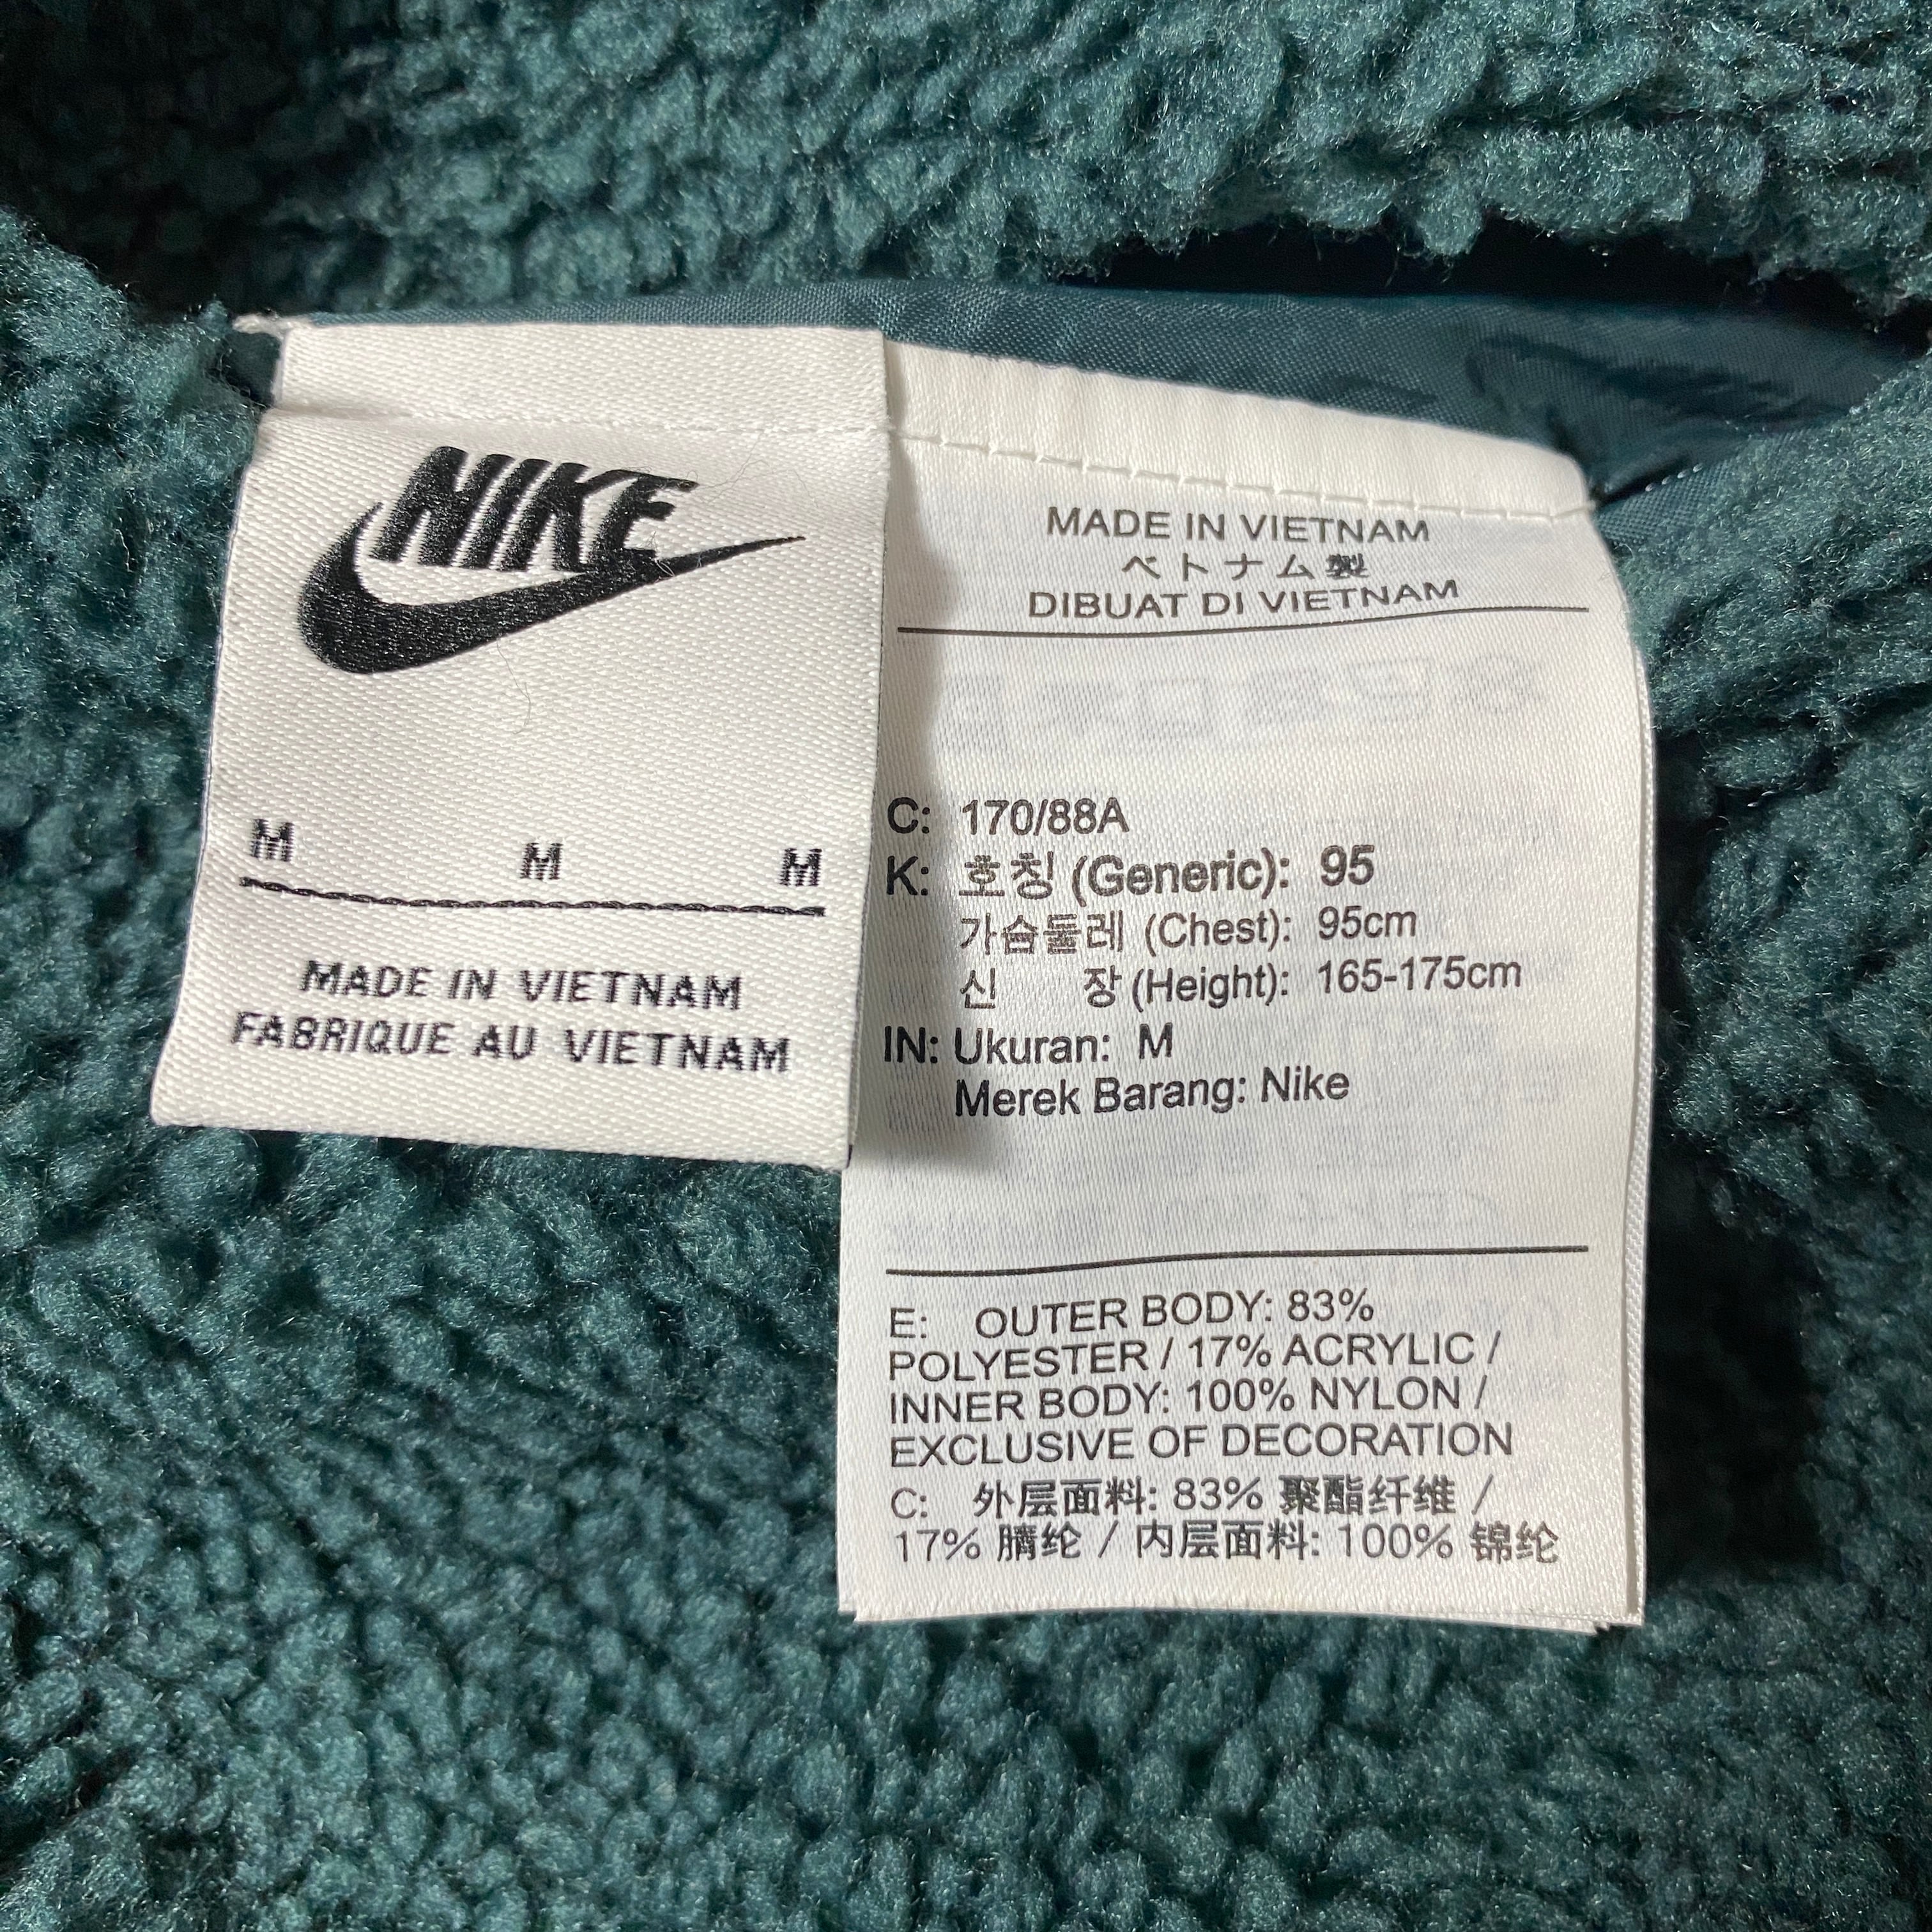 NIKE
M M M
MADE IN VIETNAM
FABRIQUE AU VIETNAM
MADE IN VIETNAM
ベトナム製
DIBUAT DI VIETNAM
C: 170/88A
K: 호칭 (Generic): 95
가슴둘레 (Chest): 95cm
신 장 (Height): 165-175cm
IN: Ukuran: M
Merek Barang: Nike
E: OUTER BODY: 83%
POLYESTER / 17% ACRYLIC /
INNER BODY: 100% NYLON /
EXCLUSIVE OF DECORATION
C: 外层面料: 83% 聚酯纤维 /
17% 腈纶 / 内层面料: 100% 锦纶